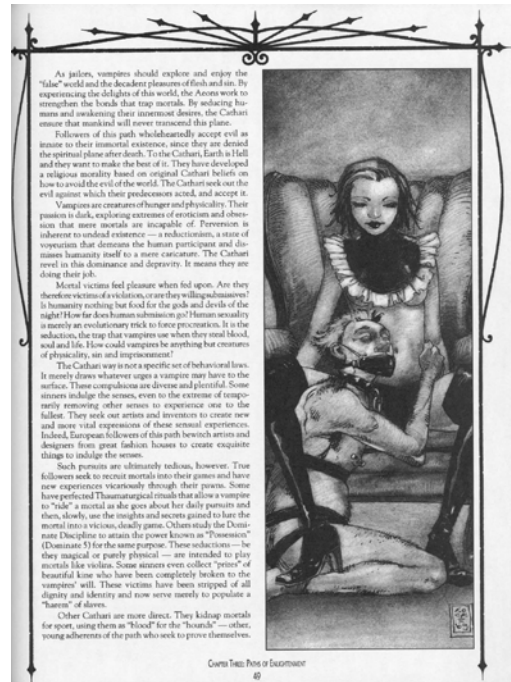 As jailors, vampires should explore and enjoy the
"false" world and the decadent pleasures of flesh and sin. By
experiencing the delights of this world, the Aeons work to
strengthen the bonds that trap mortals. By seducing hu-
mans and awakening their innermost desires, the Cathari
ensure that mankind will never transcend this plane.
Followers of this path wholeheartedly accept evil as
innate to their immortal existence, since they are denied
the spiritual plane after death. To the Cathari, Earth is Hell
and they want to make the best of it. They have developed
a religious morality based on original Cathari beliefs on
how to avoid the evil of the world. The Cathari seek out the
evil against which their predecessors acted, and accept it.
Vampires are creatures of hunger and physicality. Their
passion is dark, exploring extremes of eroticism and obses-
sion that mere mortals are incapable of. Perversion is
inherent to undead existence — a reductionism, a state of
voyeurism that demeans the human participant and dis-
misses humanity itself to a mere caricature. The Cathari
revel in this dominance and depravity. It means they are
doing their job.
Mortal victims feel pleasure when fed upon. Are they
therefore victims of a violation, or are they willing submissives?
Is humanity nothing but food for the gods and devils of the
night? How far does human submission go? Human sexuality
is merely an evolutionary trick to force procreation. It is the
seduction, the trap that vampires use when they steal blood,
soul and life. How could vampires be anything but creatures
of physicality, sin and imprisonment?
The Cathari way is not a specific set of behavioral laws.
It merely draws whatever urges a vampire may have to the
surface. These compulsions are diverse and plentiful. Some
sinners indulge the senses, even to the extreme of tempo-
rarily removing other senses to experience one to the
fullest. They seek out artists and inventors to create new
and more vital expressions of these sensual experiences.
Indeed, European followers of this path bewitch artists and
designers from great fashion houses to create exquisite
things to indulge the senses.
Such pursuits are ultimately tedious, however. True
followers seek to recruit mortals into their games and have
new experiences vicariously through their pawns. Some
have perfected Thaumaturgical rituals that allow a vampire
to "ride" a mortal as she goes about her daily pursuits and
then, slowly, use the insights and secrets gained to lure the
mortal into a vicious, deadly game. Others study the Domi-
nate Discipline to attain the power known as "Possession"
(Dominate 5) for the same purpose. These seductions — be
they magical or purely physical — are intended to play
mortals like violins. Some sinners even collect "prizes" of
beautiful kine who have been completely broken to the
vampires' will. These victims have been stripped of all
dignity and identity and now serve merely to populate a
"harem" of slaves.
Other Cathari are more direct. They kidnap mortals
for sport, using them as "blood" for the "hounds" — other,
young adherents of the path who seek to prove themselves.
Chapter Three: Paths of Enlightenment
49